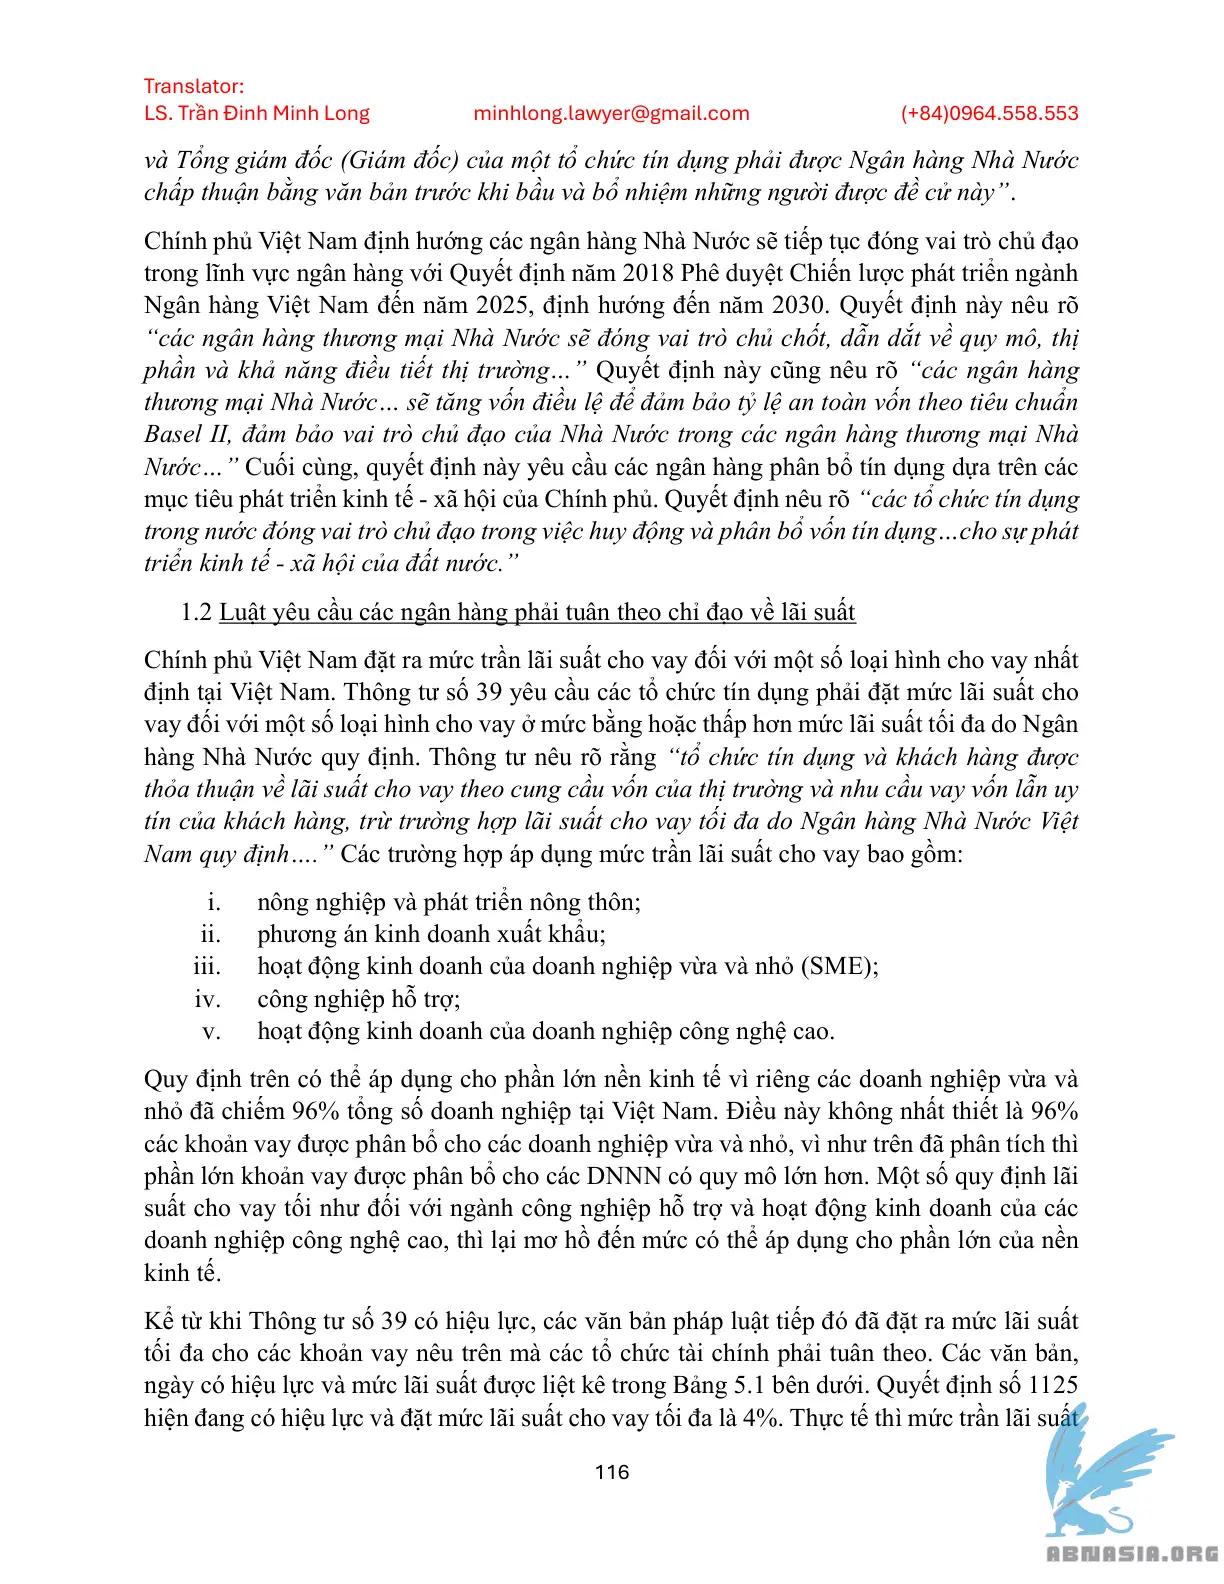 Translator:
LS. Trần Đinh Minh Long minhlong.lawyer@gmail.com (+84)0964.558.553
và Tổng giám đốc (Giám đốc) của một tổ chức tín dụng phải được Ngân hàng Nhà Nước
chấp thuận bằng văn bản trước khi bầu và bổ nhiệm những người được đề cử này”.
Chính phủ Việt Nam định hướng các ngân hàng Nhà Nước sẽ tiếp tục đóng vai trò chủ đạo
trong lĩnh vực ngân hàng với Quyết định năm 2018 Phê duyệt Chiến lược phát triển ngành
Ngân hàng Việt Nam đến năm 2025, định hướng đến năm 2030. Quyết định này nêu rõ
“các ngân hàng thương mại Nhà Nước sẽ đóng vai trò chủ chốt, dẫn dắt về quy mô, thị
phần và khả năng điều tiết thị trường…” Quyết định này cũng nêu rõ “các ngân hàng
thương mại Nhà Nước… sẽ tăng vốn điều lệ để đảm bảo tỷ lệ an toàn vốn theo tiêu chuẩn
Basel II, đảm bảo vai trò chủ đạo của Nhà Nước trong các ngân hàng thương mại Nhà
Nước…” Cuối cùng, quyết định này yêu cầu các ngân hàng phân bổ tín dụng dựa trên các
mục tiêu phát triển kinh tế - xã hội của Chính phủ. Quyết định nêu rõ “các tổ chức tín dụng
trong nước đóng vai trò chủ đạo trong việc huy động và phân bổ vốn tín dụng…cho sự phát
triển kinh tế - xã hội của đất nước.”
1.2 Luật yêu cầu các ngân hàng phải tuân theo chỉ đạo về lãi suất
Chính phủ Việt Nam đặt ra mức trần lãi suất cho vay đối với một số loại hình cho vay nhất
định tại Việt Nam. Thông tư số 39 yêu cầu các tổ chức tín dụng phải đặt mức lãi suất cho
vay đối với một số loại hình cho vay ở mức bằng hoặc thấp hơn mức lãi suất tối đa do Ngân
hàng Nhà Nước quy định. Thông tư nêu rõ rằng “tổ chức tín dụng và khách hàng được
thỏa thuận về lãi suất cho vay theo cung cầu vốn của thị trường và nhu cầu vay vốn lẫn uy
tín của khách hàng, trừ trường hợp lãi suất cho vay tối đa do Ngân hàng Nhà Nước Việt
Nam quy định….” Các trường hợp áp dụng mức trần lãi suất cho vay bao gồm:
i. nông nghiệp và phát triển nông thôn;
ii. phương án kinh doanh xuất khẩu;
iii. hoạt động kinh doanh của doanh nghiệp vừa và nhỏ (SME);
iv. công nghiệp hỗ trợ;
v. hoạt động kinh doanh của doanh nghiệp công nghệ cao.
Quy định trên có thể áp dụng cho phần lớn nền kinh tế vì riêng các doanh nghiệp vừa và
nhỏ đã chiếm 96% tổng số doanh nghiệp tại Việt Nam. Điều này không nhất thiết là 96%
các khoản vay được phân bổ cho các doanh nghiệp vừa và nhỏ, vì như trên đã phân tích thì
phần lớn khoản vay được phân bổ cho các DNNN có quy mô lớn hơn. Một số quy định lãi
suất cho vay tối như đối với ngành công nghiệp hỗ trợ và hoạt động kinh doanh của các
doanh nghiệp công nghệ cao, thì lại mơ hồ đến mức có thể áp dụng cho phần lớn của nền
kinh tế.
Kể từ khi Thông tư số 39 có hiệu lực, các văn bản pháp luật tiếp đó đã đặt ra mức lãi suất
tối đa cho các khoản vay nêu trên mà các tổ chức tài chính phải tuân theo. Các văn bản,
ngày có hiệu lực và mức lãi suất được liệt kê trong Bảng 5.1 bên dưới. Quyết định số 1125
hiện đang có hiệu lực và đặt mức lãi suất cho vay tối đa là 4%. Thực tế thì mức trần lãi suất
116
ABNASIA.ORG